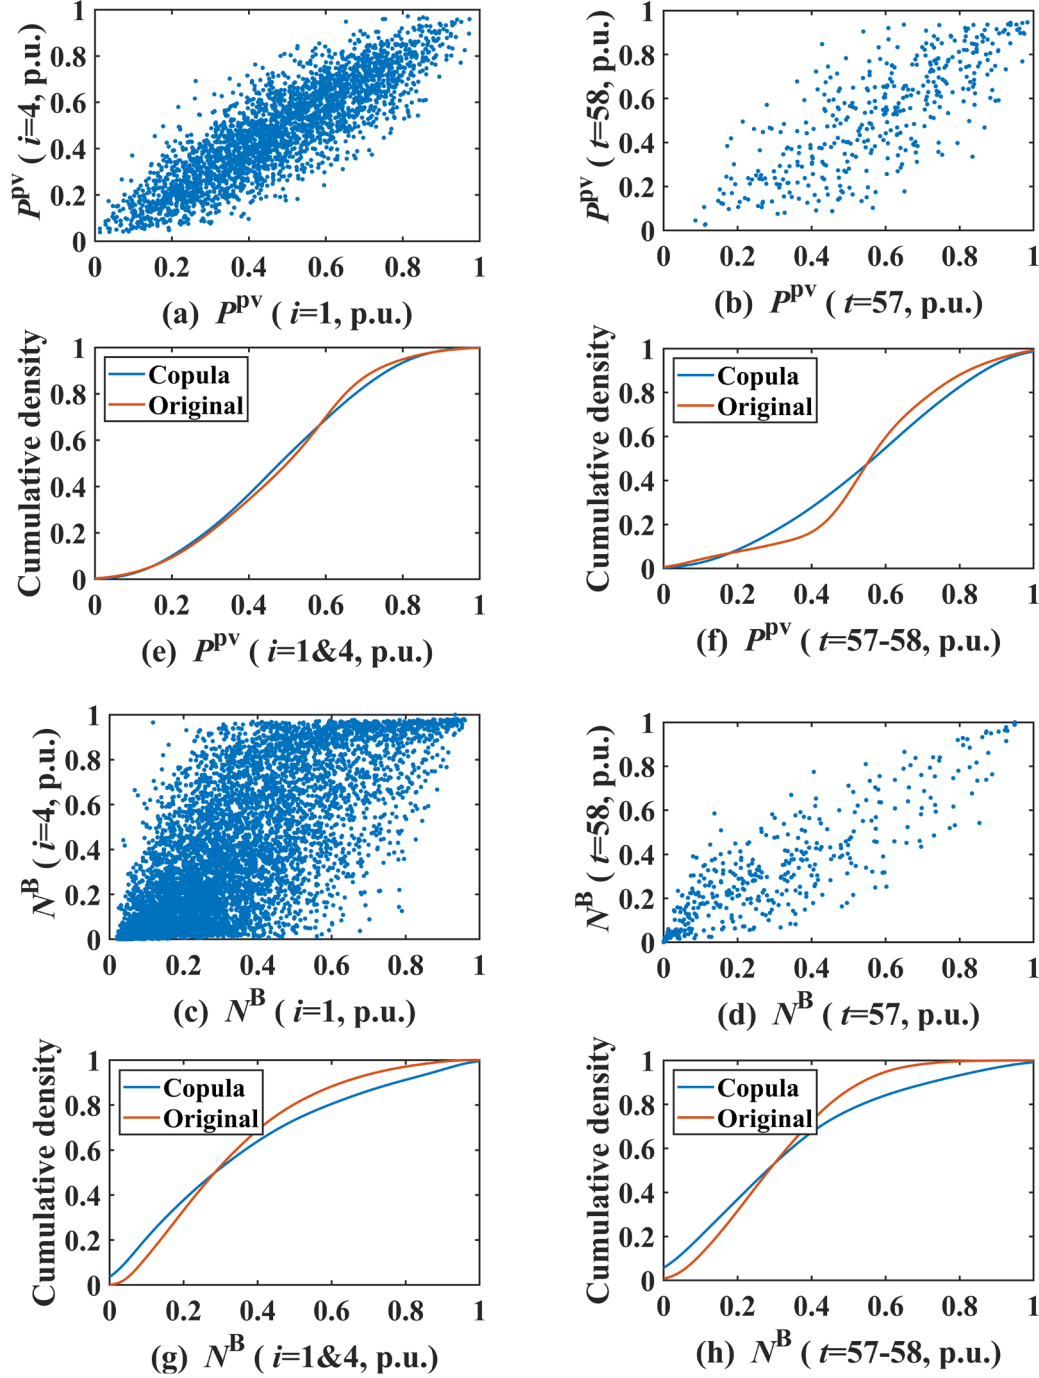 1
0.8
0.6
0.4
0.2
0
0 0.2 0.4 0.6 0.8 1
P^pv ( i=4, p.u.)
(a) P^pv ( i=1, p.u.)
1
0.8
0.6
0.4
0.2
0
0 0.2 0.4 0.6 0.8 1
P^pv ( t=58, p.u.)
(b) P^pv ( t=57, p.u.)
1
0.8
0.6
0.4
0.2
0
0 0.2 0.4 0.6 0.8 1
Cumulative density
Copula
Original
(e) P^pv ( i=1&4, p.u.)
1
0.8
0.6
0.4
0.2
0
0 0.2 0.4 0.6 0.8 1
Cumulative density
Copula
Original
(f) P^pv ( t=57-58, p.u.)
1
0.8
0.6
0.4
0.2
0
0 0.2 0.4 0.6 0.8 1
N^B ( i=4, p.u.)
(c) N^B ( i=1, p.u.)
1
0.8
0.6
0.4
0.2
0
0 0.2 0.4 0.6 0.8 1
N^B ( t=58, p.u.)
(d) N^B ( t=57, p.u.)
1
0.8
0.6
0.4
0.2
0
0 0.2 0.4 0.6 0.8 1
Cumulative density
Copula
Original
(g) N^B ( i=1&4, p.u.)
1
0.8
0.6
0.4
0.2
0
0 0.2 0.4 0.6 0.8 1
Cumulative density
Copula
Original
(h) N^B ( t=57-58, p.u.)